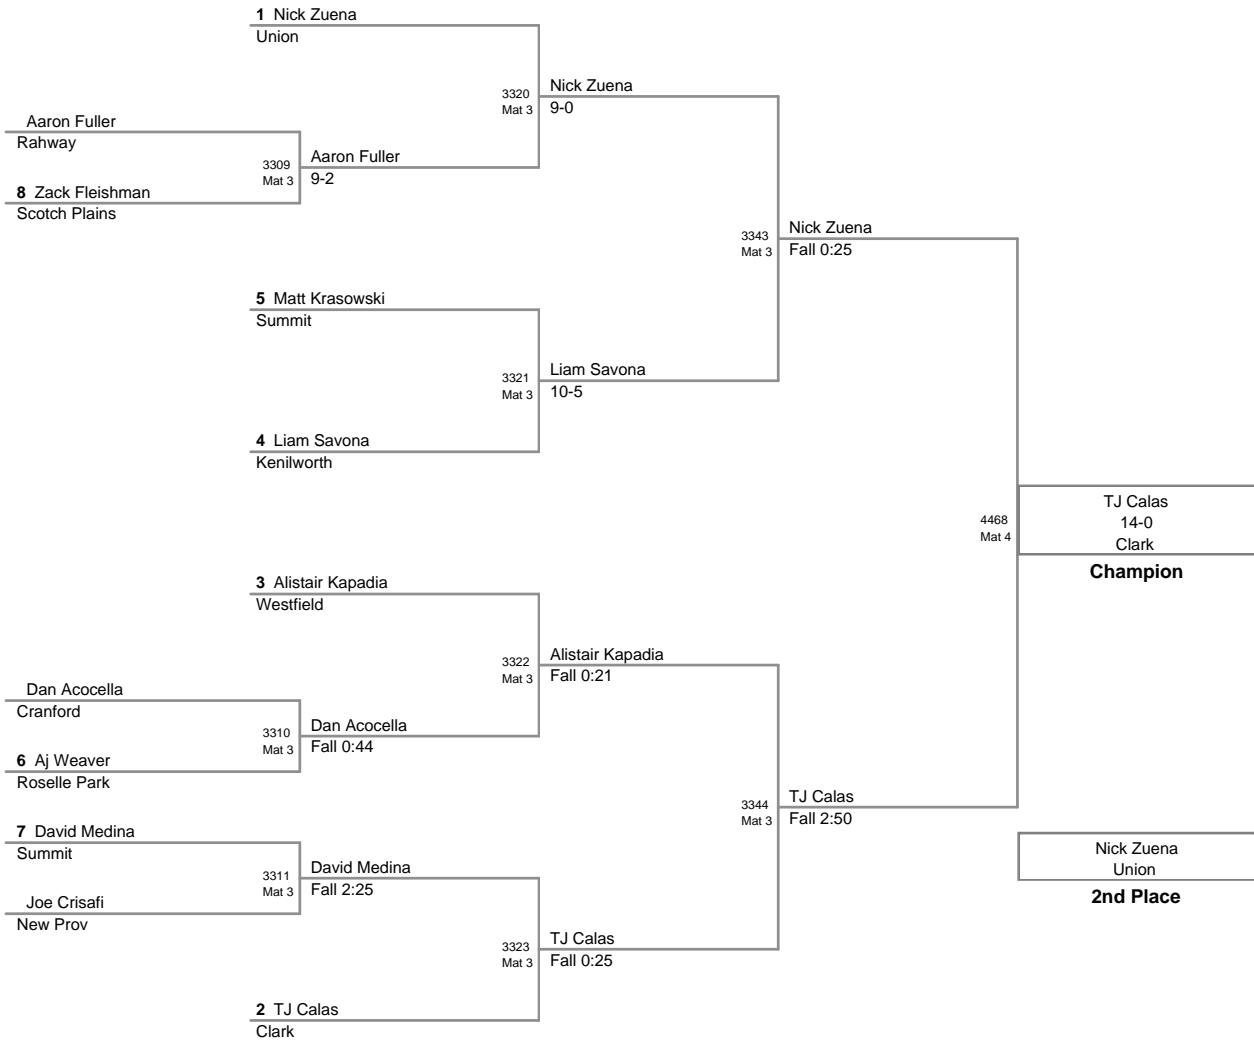 1 Nick Zuena
Union
3320
Mat 3
Nick Zuena
9-0
Aaron Fuller
Rahway
3309
Mat 3
Aaron Fuller
9-2
8 Zack Fleishman
Scotch Plains
3343
Mat 3
Nick Zuena
Fall 0:25
5 Matt Krasowski
Summit
3321
Mat 3
Liam Savona
10-5
4 Liam Savona
Kenilworth
4468
Mat 4
TJ Calas
14-0
Clark
Champion
3 Alistair Kapadia
Westfield
3322
Mat 3
Alistair Kapadia
Fall 0:21
Dan Acocella
Cranford
3310
Mat 3
Dan Acocella
Fall 0:44
6 Aj Weaver
Roselle Park
3344
Mat 3
TJ Calas
Fall 2:50
7 David Medina
Summit
3311
Mat 3
David Medina
Fall 2:25
Joe Crisafi
New Prov
3323
Mat 3
TJ Calas
Fall 0:25
2 TJ Calas
Clark
Nick Zuena
Union
2nd Place